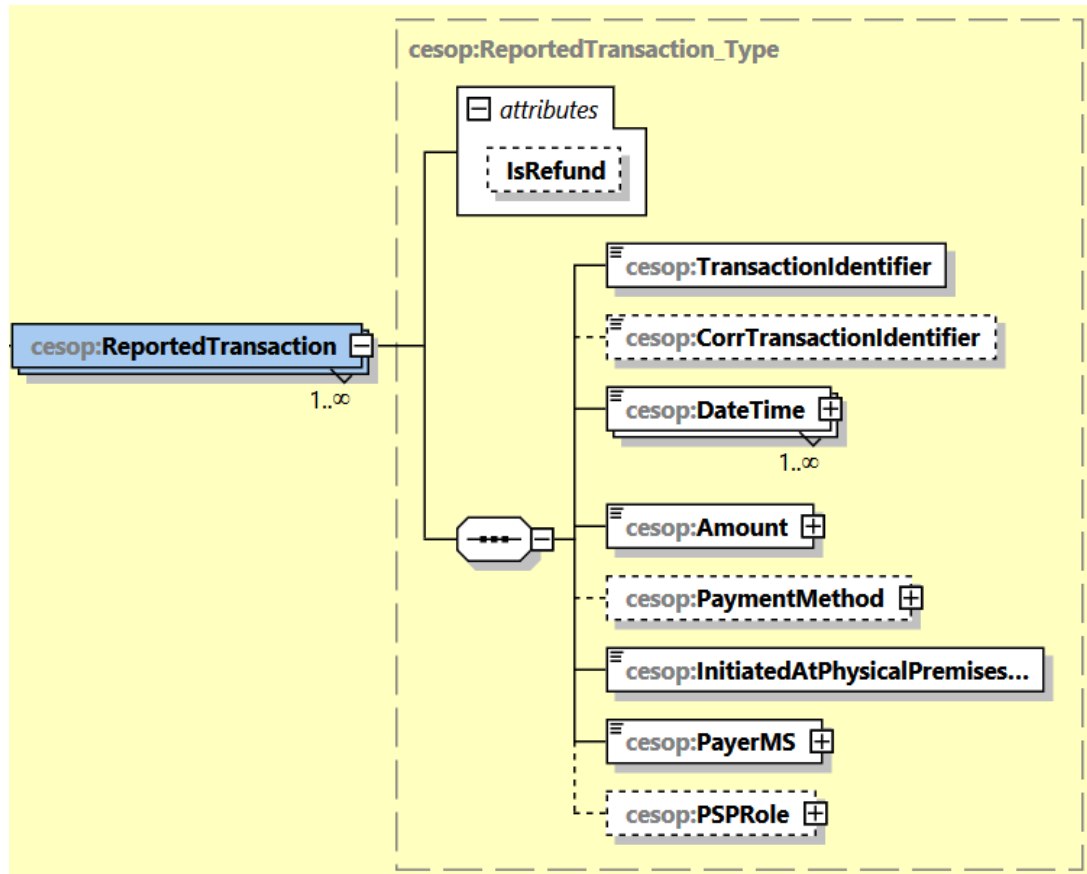 cesop:ReportedTransaction_Type
attributes
IsRefund
cesop:TransactionIdentifier
cesop:CorrTransactionIdentifier
cesop:ReportedTransaction
1..∞
cesop:DateTime
1..∞
cesop:Amount
cesop:PaymentMethod
cesop:InitiatedAtPhysicalPremises...
cesop:PayerMS
cesop:PSPRole